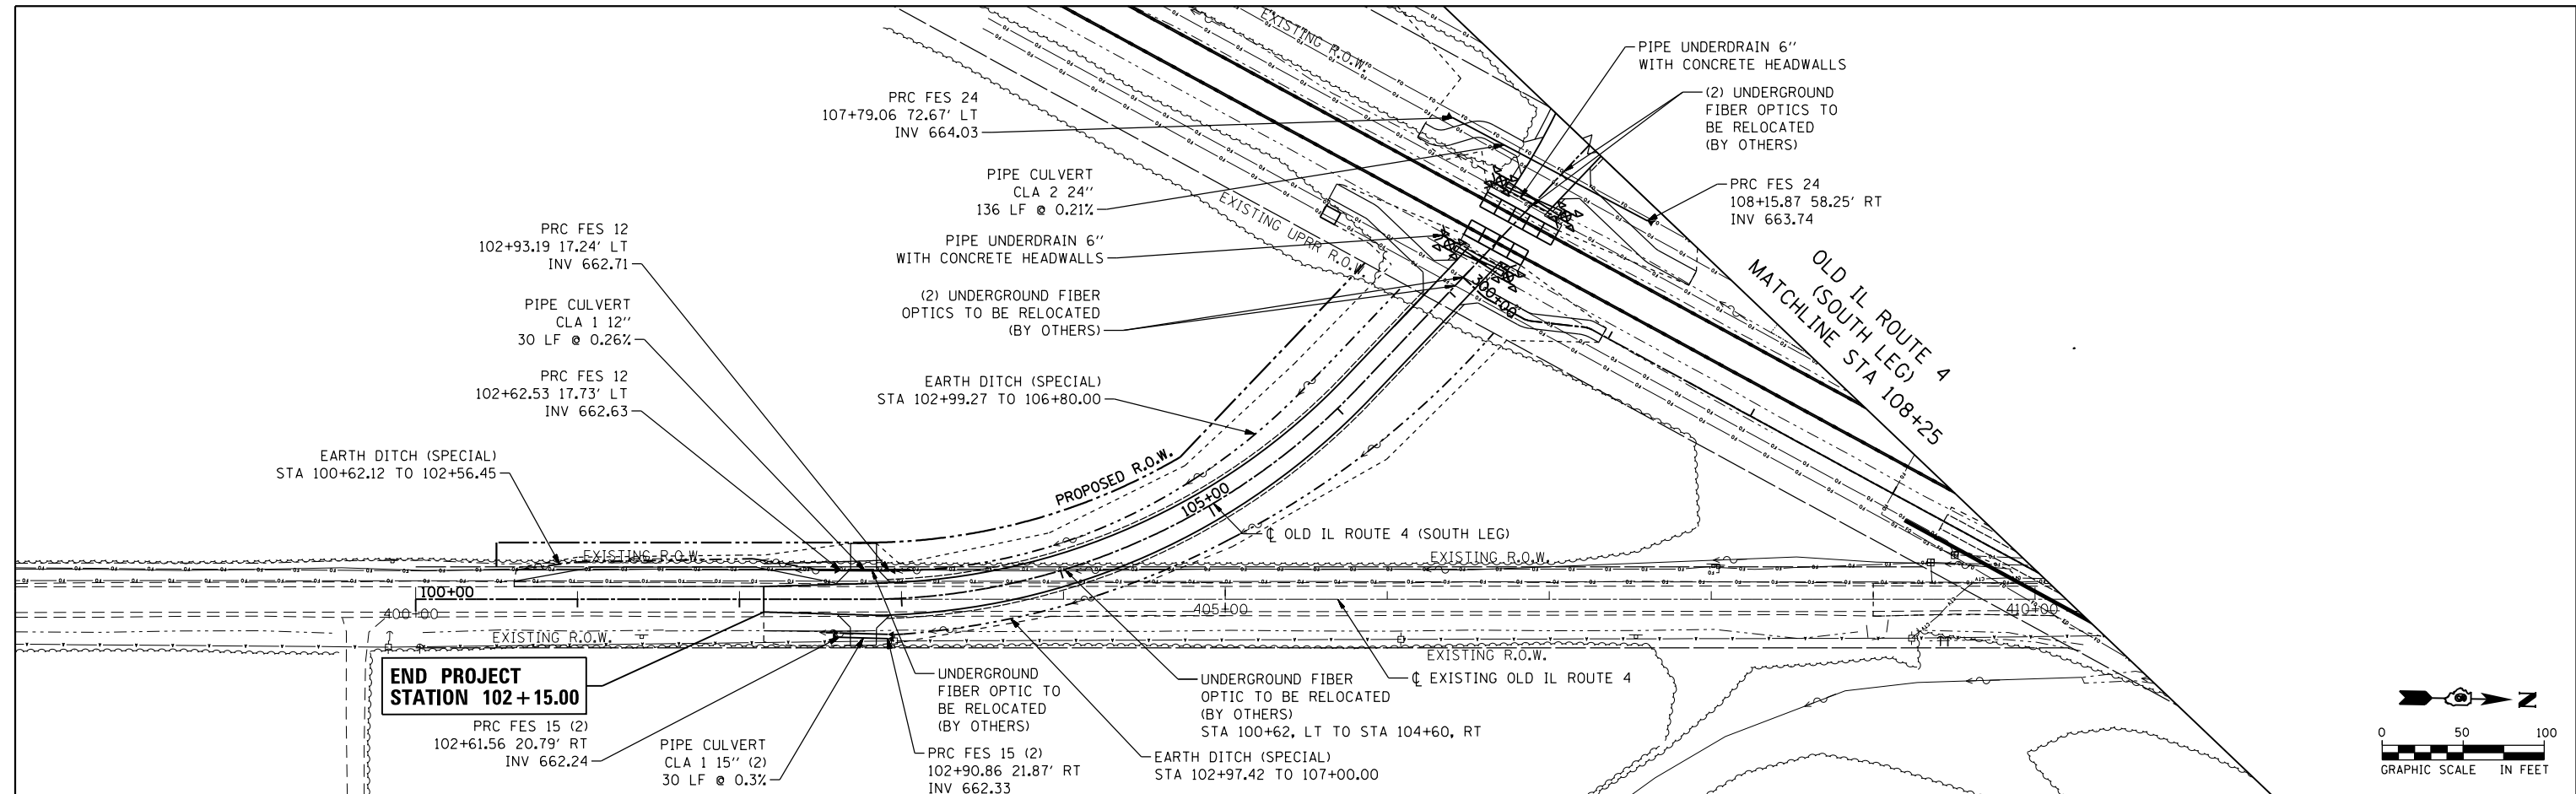 EXISTING R.O.W.
PIPE UNDERDRAIN 6''
WITH CONCRETE HEADWALLS
(2) UNDERGROUND
FIBER OPTICS TO
BE RELOCATED
(BY OTHERS)
PRC FES 24
107+79.06 72.67' LT
INV 664.03
PIPE CULVERT
CLA 2 24''
136 LF @ 0.21%
PRC FES 24
108+15.87 58.25' RT
INV 663.74
EXISTING UPRR R.O.W.
PIPE UNDERDRAIN 6''
WITH CONCRETE HEADWALLS
PRC FES 12
102+93.19 17.24' LT
INV 662.71
(2) UNDERGROUND FIBER
OPTICS TO BE RELOCATED
(BY OTHERS)
300+00
OLD IL ROUTE 4
(SOUTH LEG)
MATCHLINE STA 108+25
PIPE CULVERT
CLA 1 12''
30 LF @ 0.26%
PRC FES 12
102+62.53 17.73' LT
INV 662.63
EARTH DITCH (SPECIAL)
STA 102+99.27 TO 106+80.00
EARTH DITCH (SPECIAL)
STA 100+62.12 TO 102+56.45
PROPOSED R.O.W.
105+00
℄ OLD IL ROUTE 4 (SOUTH LEG)
EXISTING R.O.W.
EXISTING R.O.W.
100+00
400+00
405+00
410+00
EXISTING R.O.W.
EXISTING R.O.W.
END PROJECT
STATION 102+15.00
PRC FES 15 (2)
102+61.56 20.79' RT
INV 662.24
PIPE CULVERT
CLA 1 15'' (2)
30 LF @ 0.3%
UNDERGROUND
FIBER OPTIC TO
BE RELOCATED
(BY OTHERS)
PRC FES 15 (2)
102+90.86 21.87' RT
INV 662.33
UNDERGROUND FIBER
OPTIC TO BE RELOCATED
(BY OTHERS)
STA 100+62, LT TO STA 104+60, RT
EARTH DITCH (SPECIAL)
STA 102+97.42 TO 107+00.00
℄ EXISTING OLD IL ROUTE 4
N
0 50 100
GRAPHIC SCALE IN FEET